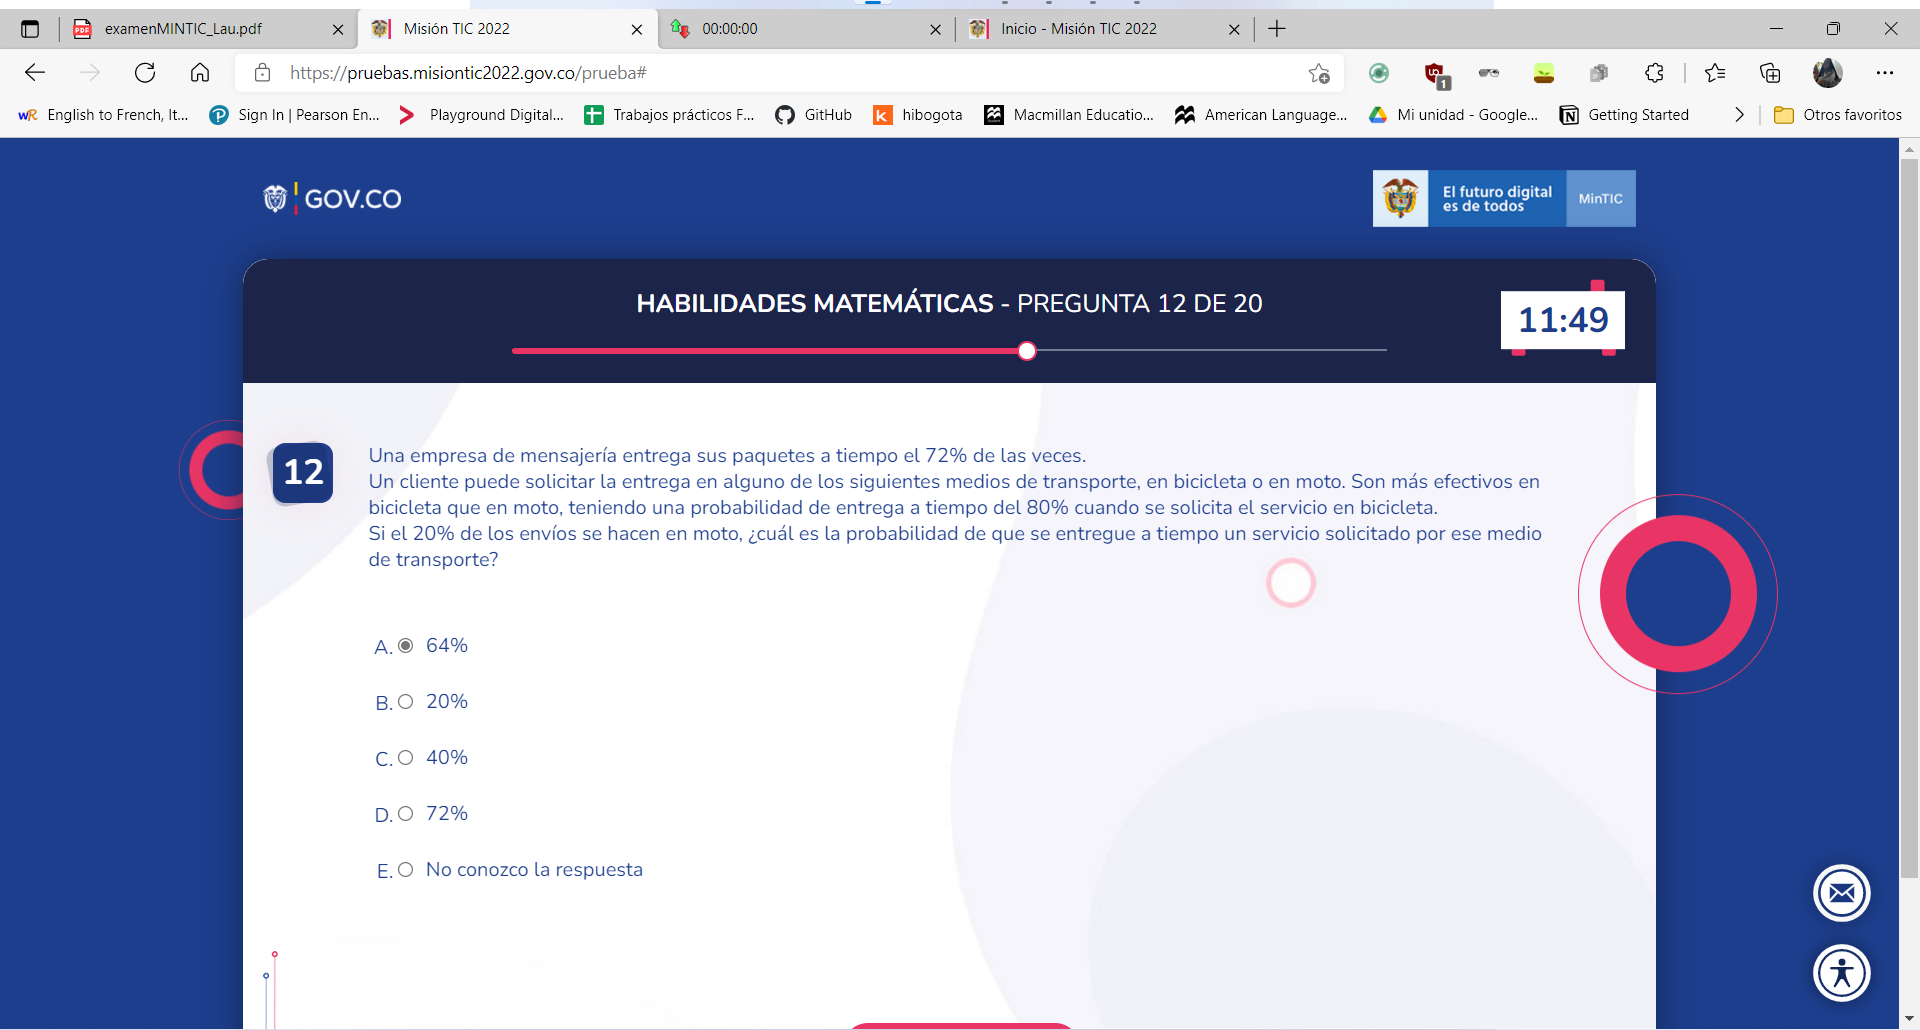 examenMINTIC_Lau.pdf
Misión TIC 2022
00:00:00
Inicio - Misión TIC 2022
https://pruebas.misiontic2022.gov.co/prueba#
1
English to French, It...
Sign In | Pearson En...
Playground Digital...
Trabajos prácticos F...
GitHub
hibogota
Macmillan Educatio...
American Language...
Mi unidad - Google...
Getting Started
Otros favoritos
GOV.CO
El futuro digital
es de todos
MinTIC
HABILIDADES MATEMÁTICAS - PREGUNTA 12 DE 20
11:49
12
Una empresa de mensajería entrega sus paquetes a tiempo el 72% de las veces.
Un cliente puede solicitar la entrega en alguno de los siguientes medios de transporte, en bicicleta o en moto. Son más efectivos en
bicicleta que en moto, teniendo una probabilidad de entrega a tiempo del 80% cuando se solicita el servicio en bicicleta.
Si el 20% de los envíos se hacen en moto, ¿cuál es la probabilidad de que se entregue a tiempo un servicio solicitado por ese medio
de transporte?
A. 64%
B. 20%
C. 40%
D. 72%
E. No conozco la respuesta